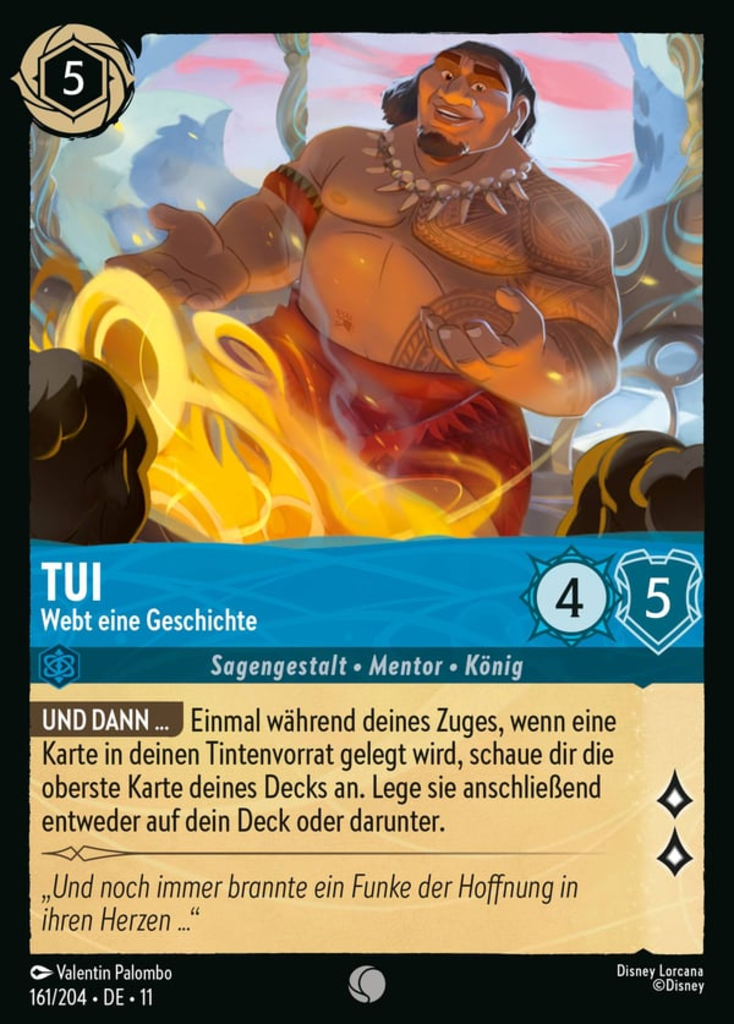 5
TUI
Webt eine Geschichte
4
5
Sagengestalt • Mentor • König
UND DANN ... Einmal während deines Zuges, wenn eine
Karte in deinen Tintenvorrat gelegt wird, schaue dir die
oberste Karte deines Decks an. Lege sie anschließend
entweder auf dein Deck oder darunter.
„Und noch immer brannte ein Funke der Hoffnung in
ihren Herzen ...“
Valentin Palombo
161/204 • DE • 11
Disney Lorcana
©Disney